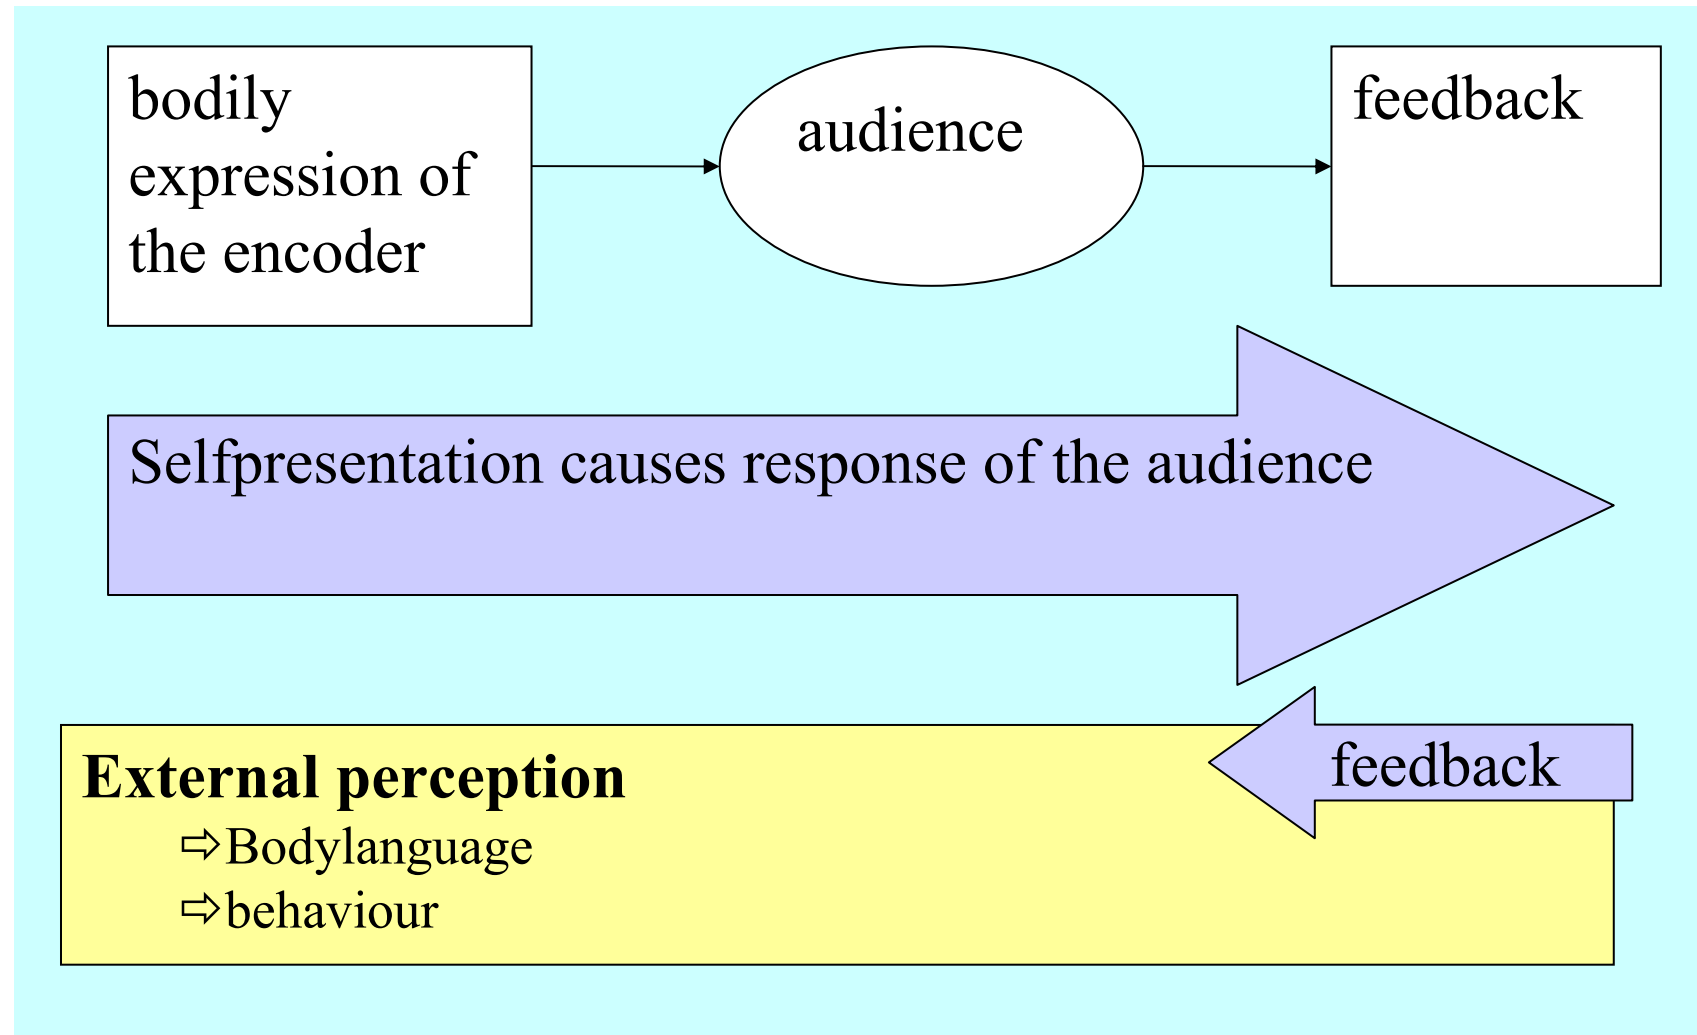 bodily
expression of
the encoder
audience
feedback
Selfpresentation causes response of the audience
feedback
External perception
⇨Bodylanguage
⇨behaviour